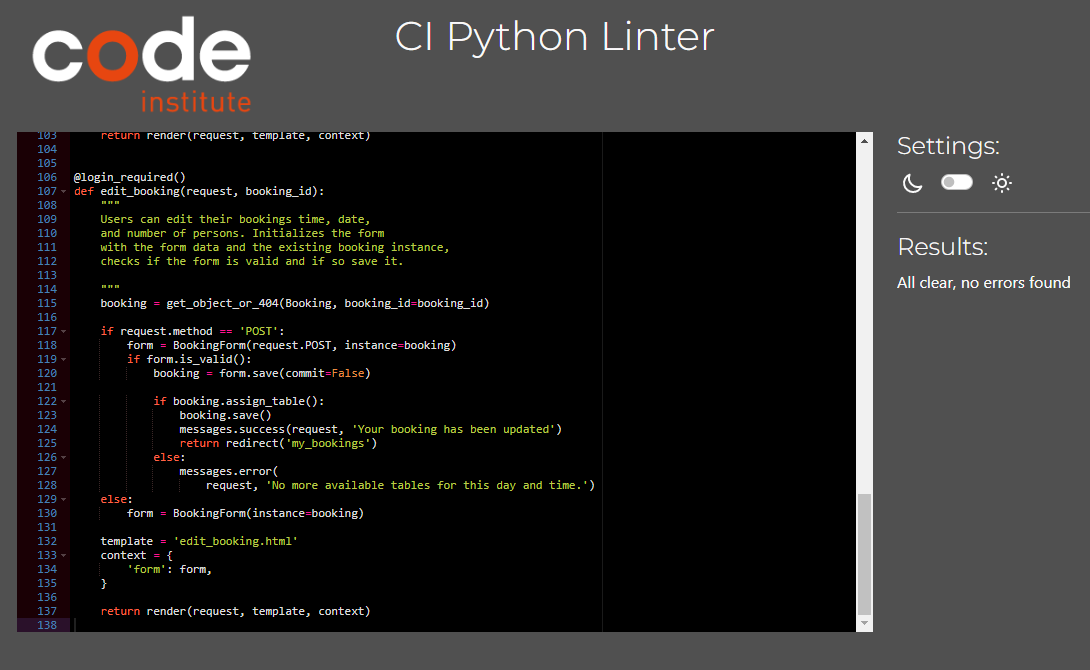 code
institute
CI Python Linter
103 return render(request, template, context)
104
105
106 @login_required()
107 def edit_booking(request, booking_id):
108 """
109 Users can edit their bookings time, date,
110 and number of persons. Initializes the form
111 with the form data and the existing booking instance,
112 checks if the form is valid and if so save it.
113
114 """
115 booking = get_object_or_404(Booking, booking_id=booking_id)
116
117 if request.method == 'POST':
118 form = BookingForm(request.POST, instance=booking)
119 if form.is_valid():
120 booking = form.save(commit=False)
121
122 if booking.assign_table():
123 booking.save()
124 messages.success(request, 'Your booking has been updated')
125 return redirect('my_bookings')
126 else:
127 messages.error(
128 request, 'No more available tables for this day and time.')
129 else:
130 form = BookingForm(instance=booking)
131
132 template = 'edit_booking.html'
133 context = {
134 'form': form,
135 }
136
137 return render(request, template, context)
138
Settings:
Results:
All clear, no errors found